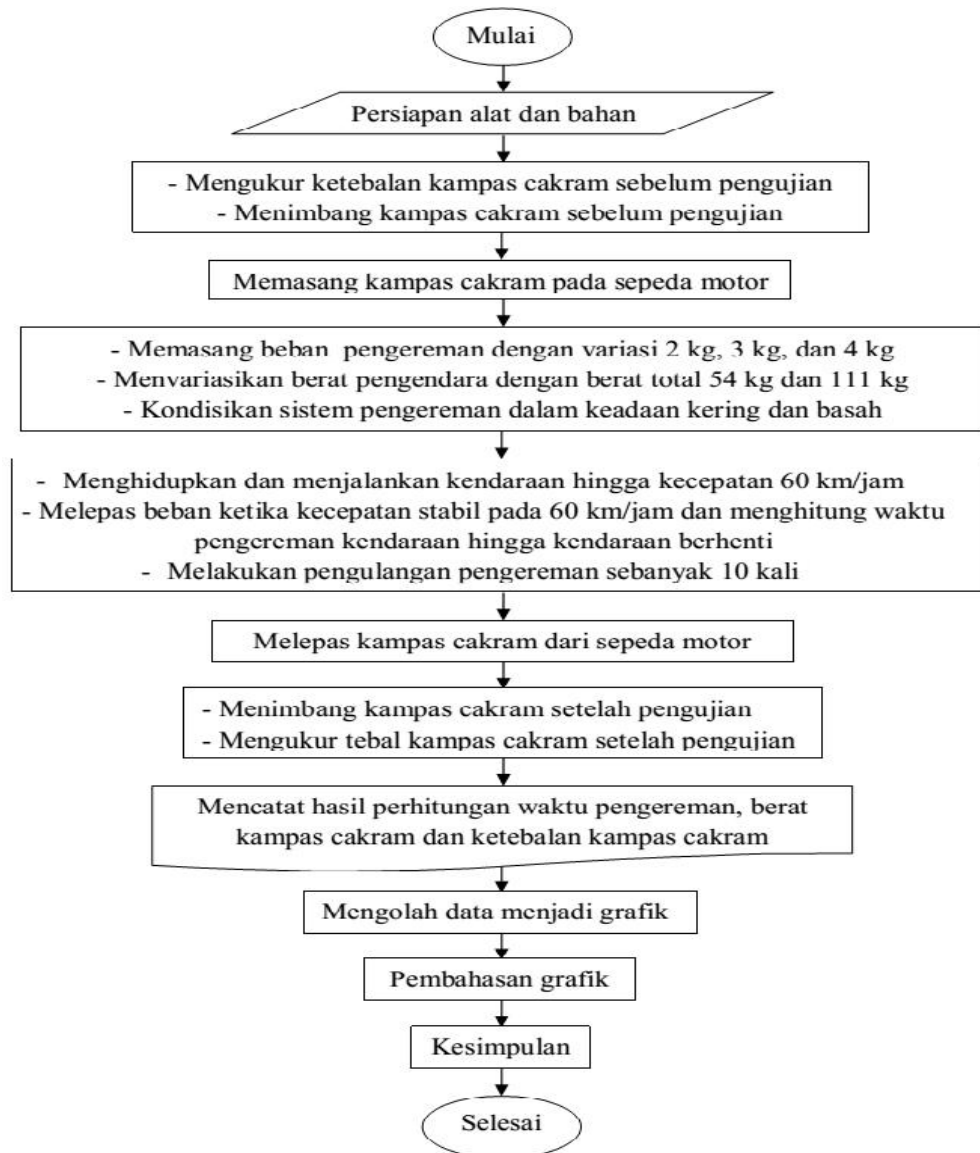 Mulai
Persiapan alat dan bahan
- Mengukur ketebalan kampas cakram sebelum pengujian
- Menimbang kampas cakram sebelum pengujian
Memasang kampas cakram pada sepeda motor
- Memasang beban pengereman dengan variasi 2 kg, 3 kg, dan 4 kg
- Menvariasikan berat pengendara dengan berat total 54 kg dan 111 kg
- Kondisikan sistem pengereman dalam keadaan kering dan basah
- Menghidupkan dan menjalankan kendaraan hingga kecepatan 60 km/jam
- Melepas beban ketika kecepatan stabil pada 60 km/jam dan menghitung waktu
pengereman kendaraan hingga kendaraan berhenti
- Melakukan pengulangan pengereman sebanyak 10 kali
Melepas kampas cakram dari sepeda motor
- Menimbang kampas cakram setelah pengujian
- Mengukur tebal kampas cakram setelah pengujian
Mencatat hasil perhitungan waktu pengereman, berat
kampas cakram dan ketebalan kampas cakram
Mengolah data menjadi grafik
Pembahasan grafik
Kesimpulan
Selesai